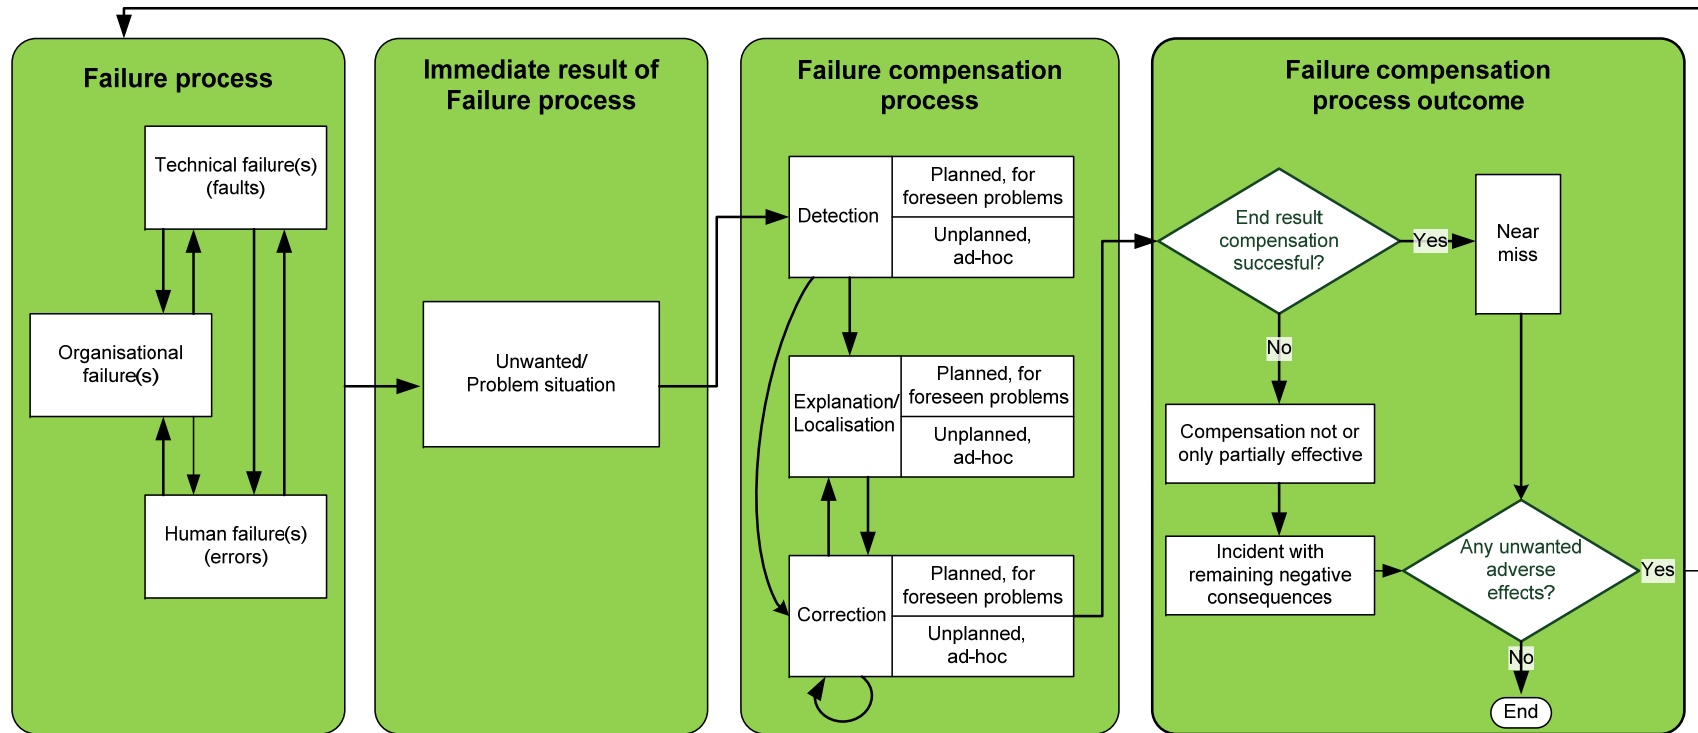 Failure process
Technical failure(s)
(faults)
Organisational
failure(s)
Human failure(s)
(errors)
Immediate result of
Failure process
Unwanted/
Problem situation
Failure compensation
process
Detection
Planned, for
foreseen problems
Unplanned,
ad-hoc
Explanation/
Localisation
Planned, for
foreseen problems
Unplanned,
ad-hoc
Correction
Planned, for
foreseen problems
Unplanned,
ad-hoc
Failure compensation
process outcome
End result
compensation
succesful?
Yes
Near
miss
No
Compensation not or
only partially effective
Incident with
remaining negative
consequences
Any unwanted
adverse
effects?
Yes
No
End